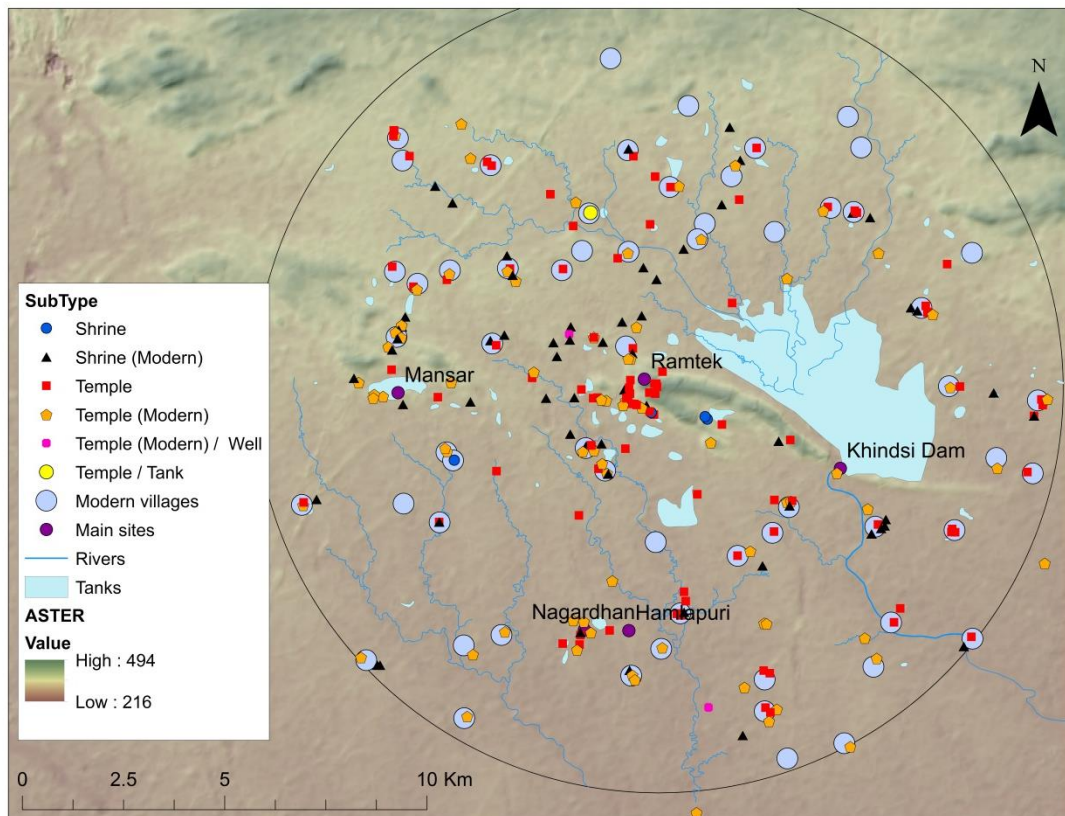 N
Ramtek
Mansar
Khindsi Dam
NagardhanHamlapuri
SubType
Shrine
Shrine (Modern)
Temple
Temple (Modern)
Temple (Modern) / Well
Temple / Tank
Modern villages
Main sites
Rivers
Tanks
ASTER
Value
High : 494
Low : 216
0 2.5 5 10 Km